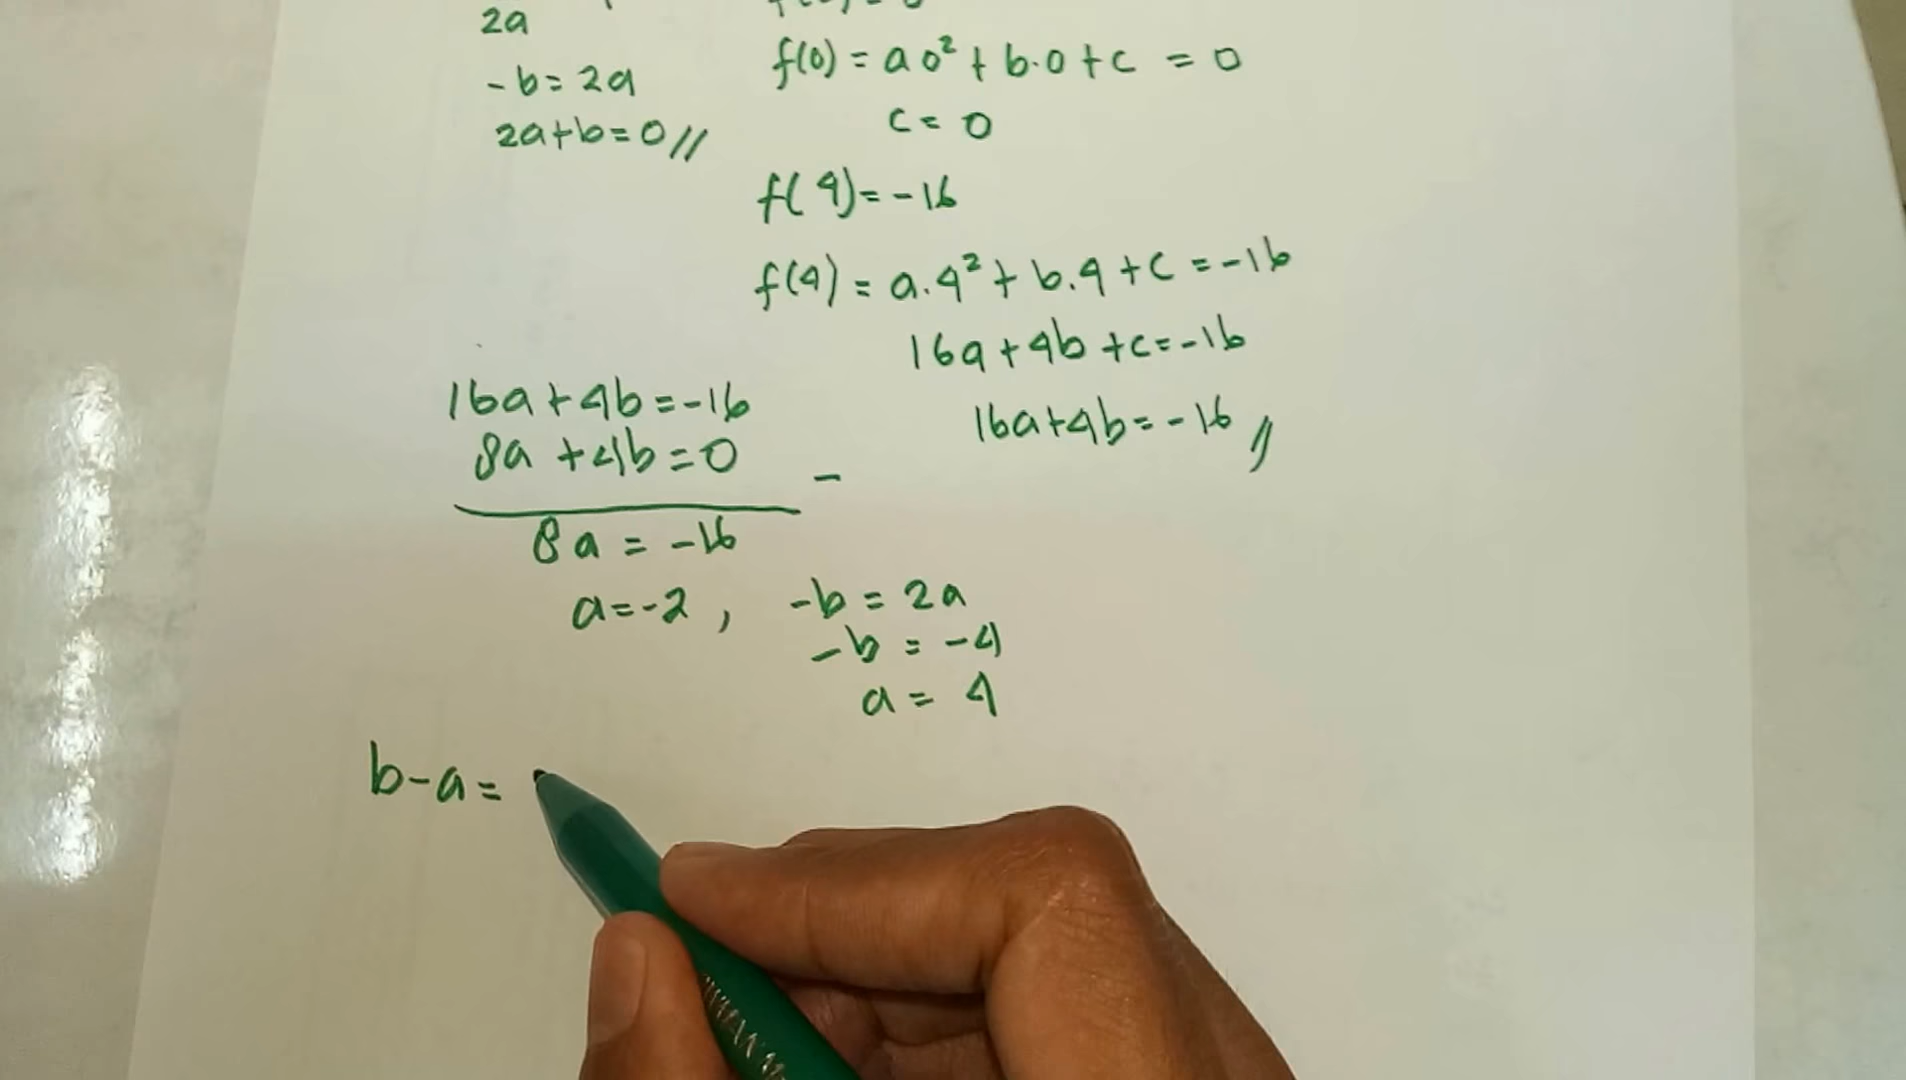 2a
-b = 2a
2a+b=0//
f(0) = a0² + b.0 + c = 0
c = 0
f(4) = -16
f(4) = a.4² + b.4 + c = -16
16a + 4b + c = -16
16a + 4b = -16 //
16a + 4b = -16
8a + 4b = 0 -
8a = -16
a = -2 , -b = 2a
-b = -4
a = 4
b - a =